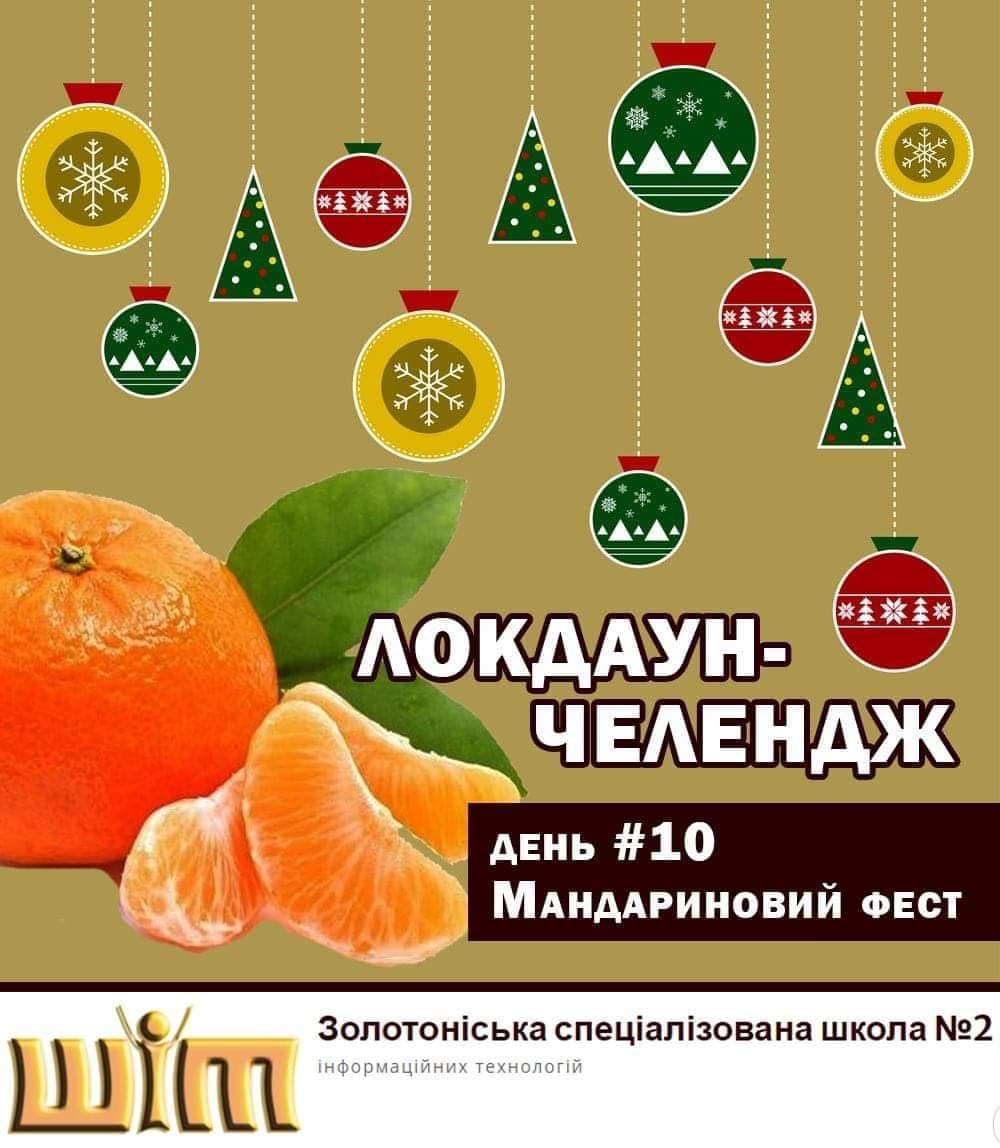 ЛОКДАУН-
ЧЕЛЕНДЖ
ДЕНЬ #10
МАНДАРИНОВИЙ ФЕСТ
шіт
Золотоніська спеціалізована школа №2
інформаційних технологій